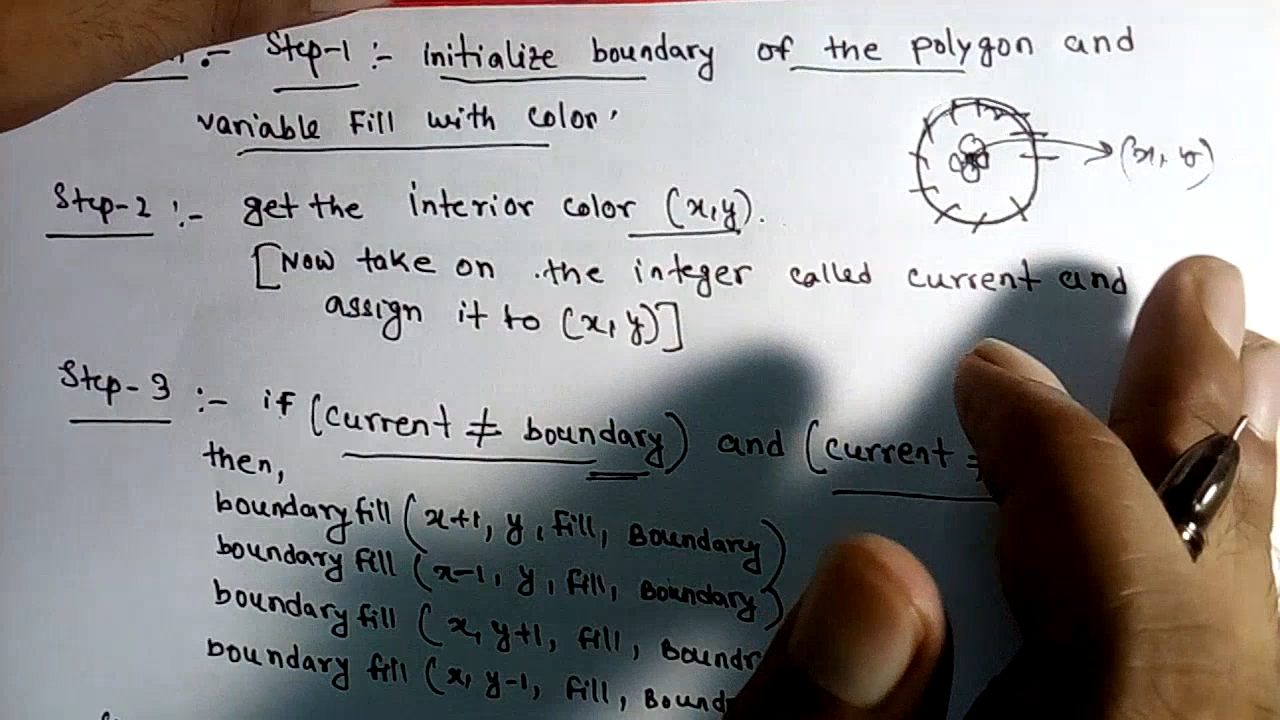 :- Step-1 :- initialize boundary of the polygon and
variable Fill with color.
(x, y)
Step-2 :- get the interior color (x,y).
[Now take on the integer called current and
assign it to (x, y)]
Step-3 :- if (current ≠ boundary) and (current
then,
boundary fill (x+1, y, fill, Boundary)
boundary fill (x-1, y, fill, Boundary)
boundary fill (x, y+1, fill,
boundary fill (x, y-1, fill,